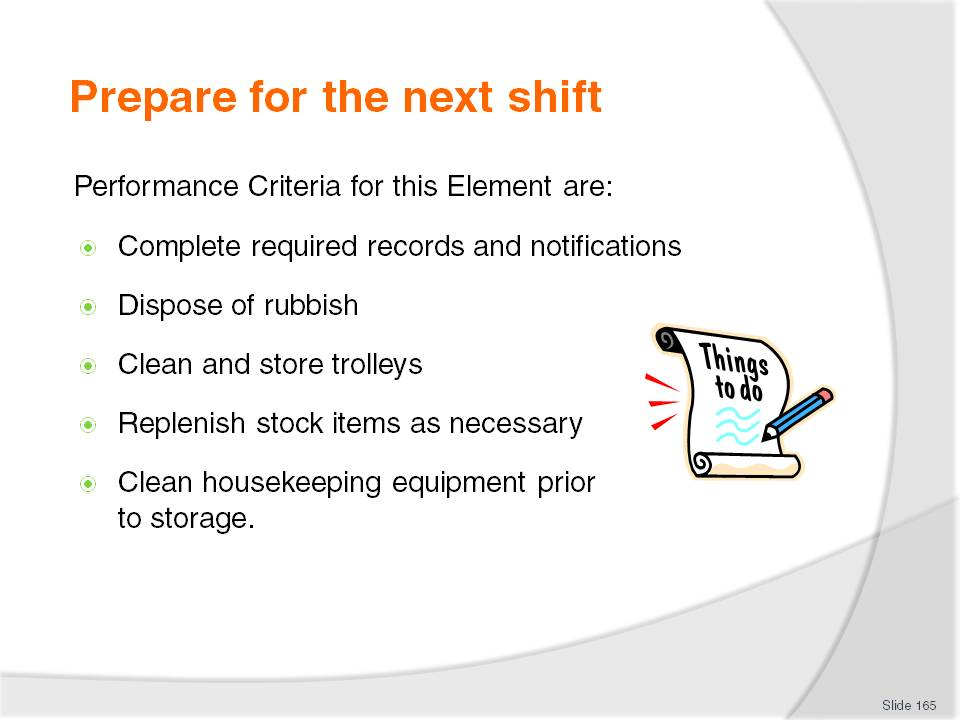 Prepare for the next shift
Performance Criteria for this Element are:
Complete required records and notifications
Dispose of rubbish
Clean and store trolleys
Replenish stock items as necessary
Clean housekeeping equipment prior
to storage.
Things
to do
Slide 165